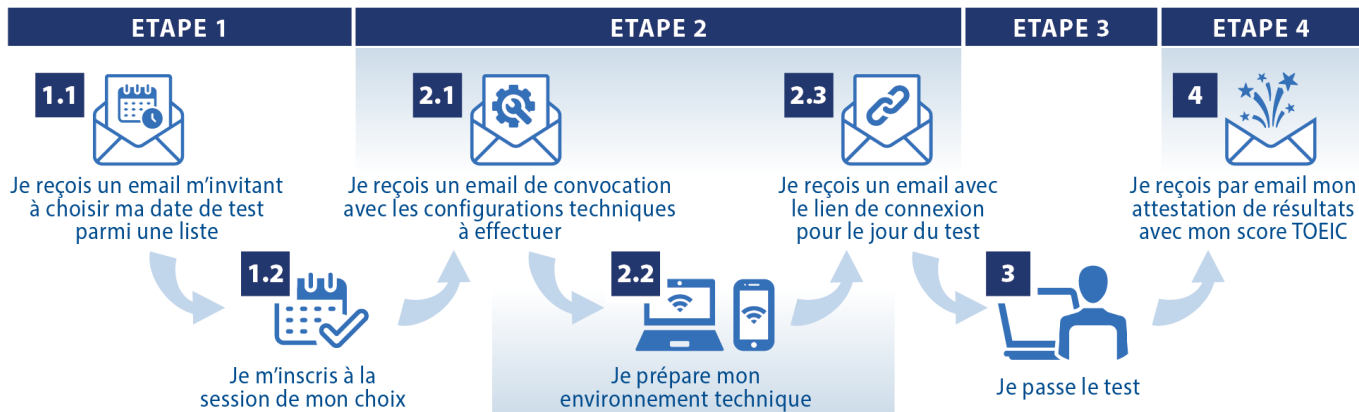 ETAPE 1
ETAPE 2
ETAPE 3
ETAPE 4
1.1
Je reçois un email m’invitant
à choisir ma date de test
parmi une liste
1.2
Je m’inscris à la
session de mon choix
2.1
Je reçois un email de convocation
avec les configurations techniques
à effectuer
2.2
Je prépare mon
environnement technique
2.3
Je reçois un email avec
le lien de connexion
pour le jour du test
3
Je passe le test
4
Je reçois par email mon
attestation de résultats
avec mon score TOEIC